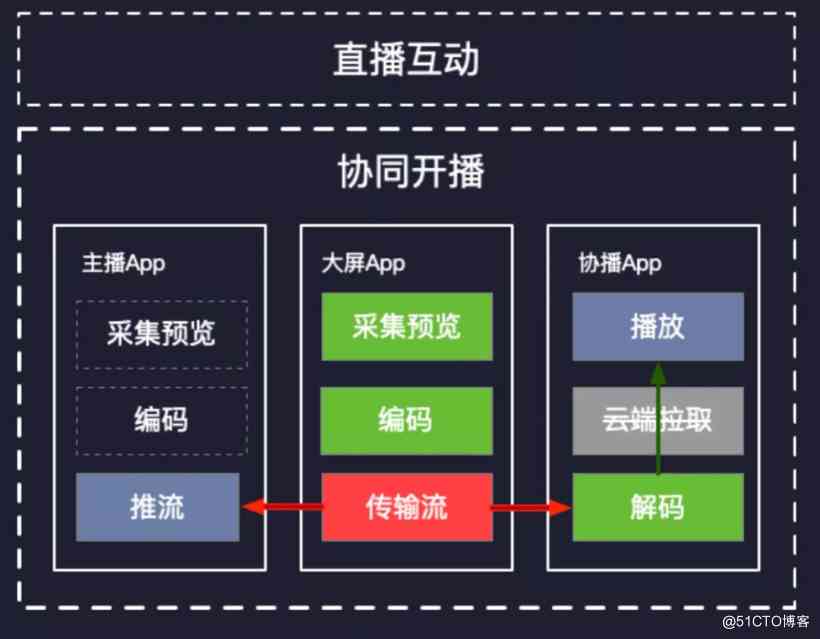 直播互动
协同开播
主播App
采集预览
编码
推流
大屏App
采集预览
编码
传输流
协播App
播放
云端拉取
解码
@51CTO博客